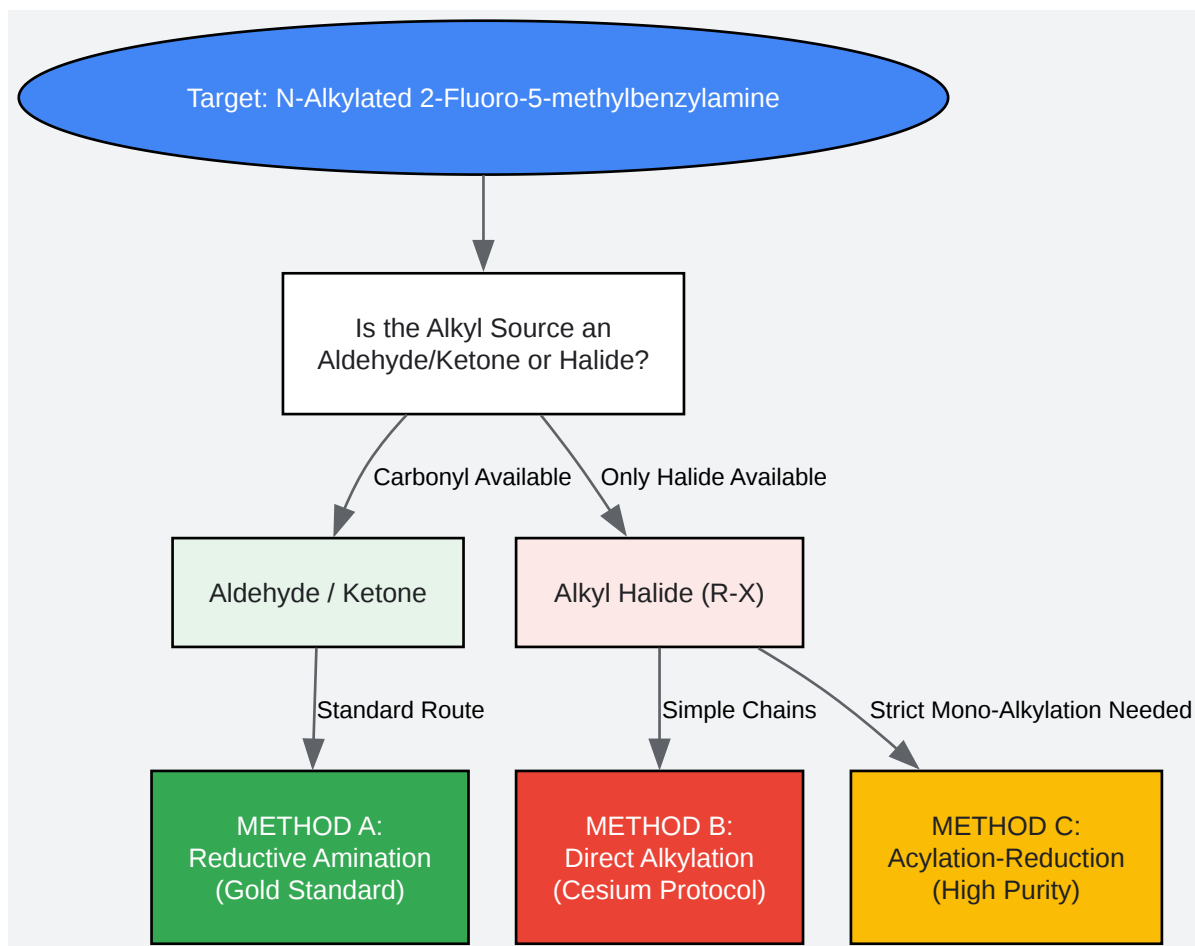 Target: N-Alkylated 2-Fluoro-5-methylbenzylamine
Is the Alkyl Source an
Aldehyde/Ketone or Halide?
Carbonyl Available
Only Halide Available
Aldehyde / Ketone
Alkyl Halide (R-X)
Standard Route
Simple Chains
Strict Mono-Alkylation Needed
METHOD A:
Reductive Amination
(Gold Standard)
METHOD B:
Direct Alkylation
(Cesium Protocol)
METHOD C:
Acylation-Reduction
(High Purity)